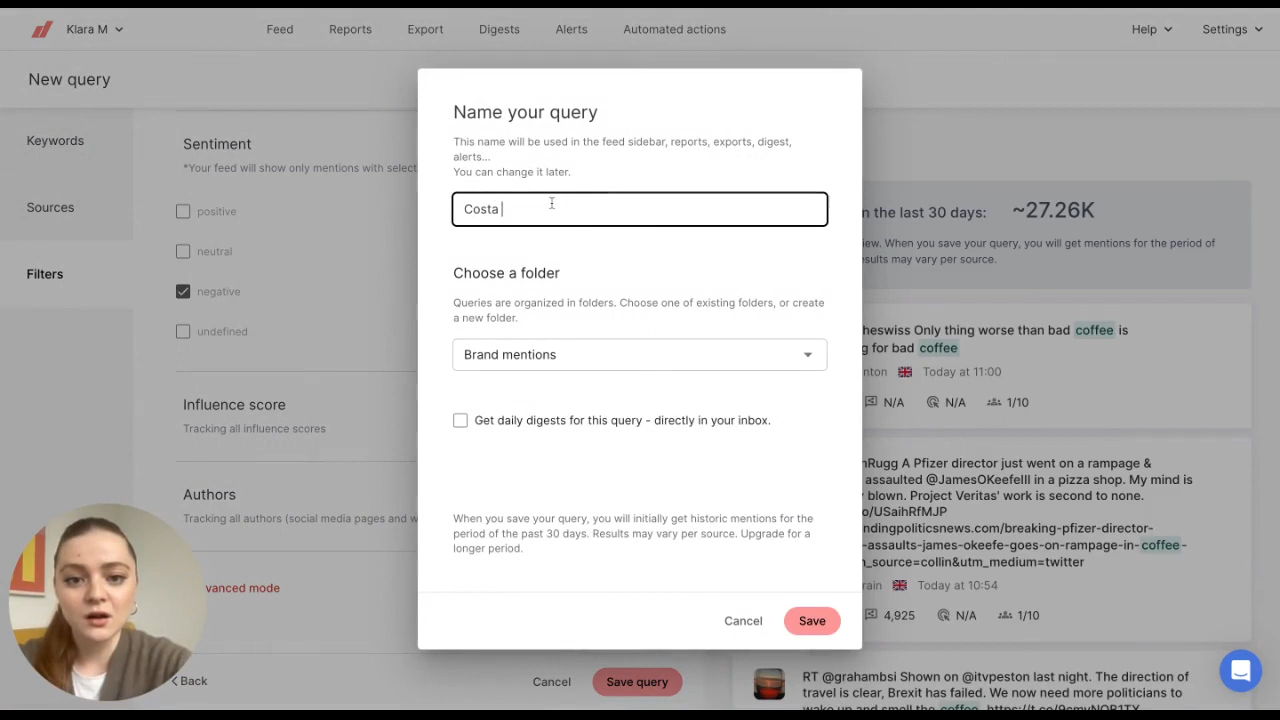 Klara M
Feed
Reports
Export
Digests
Alerts
Automated actions
Help
Settings
New query
Keywords
Sources
Filters
Sentiment
*Your feed will show only mentions with select
positive
neutral
negative
undefined
Influence score
Tracking all influence scores
Authors
Tracking all authors (social media pages and w
vanced mode
Back
Cancel
Save query
Name your query
This name will be used in the feed sidebar, reports, exports, digest,
alerts...
You can change it later.
Costa
Choose a folder
Queries are organized in folders. Choose one of existing folders, or create
a new folder.
Brand mentions
Get daily digests for this query - directly in your inbox.
When you save your query, you will initially get historic mentions for the
period of the past 30 days. Results may vary per source. Upgrade for a
longer period.
Cancel
Save
n the last 30 days: ~27.26K
view. When you save your query, you will get mentions for the period of
esults may vary per source.
heswiss Only thing worse than bad coffee is
g for bad coffee
nton Today at 11:00
N/A N/A 1/10
nRugg A Pfizer director just went on a rampage &
assaulted @JamesOKeefeIII in a pizza shop. My mind is
blown. Project Veritas' work is second to none.
o/USaihRfMJP
ndingpoliticsnews.com/breaking-pfizer-director-
-assaults-james-okeefe-goes-on-rampage-in-coffee-
m_source=collin&utm_medium=twitter
rain Today at 10:54
4,925 N/A 1/10
RT @grahambsi Shown on @itvpeston last night. The direction of
travel is clear, Brexit has failed. We now need more politicians to
wake up and smell the coffee